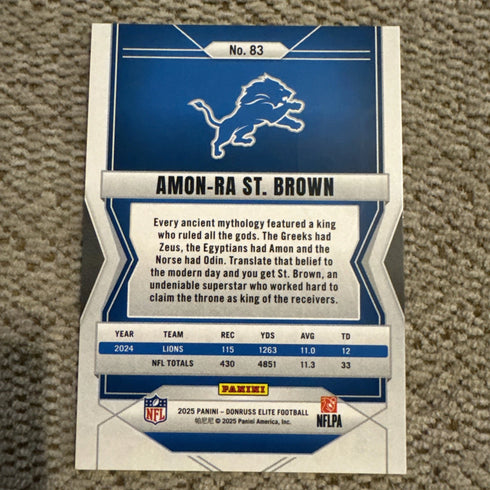 No. 83
AMON-RA ST. BROWN
Every ancient mythology featured a king
who ruled all the gods. The Greeks had
Zeus, the Egyptians had Amon and the
Norse had Odin. Translate that belief to
the modern day and you get St. Brown, an
undeniable superstar who worked hard to
claim the throne as king of the receivers.
YEAR TEAM REC YDS AVG TD
2024 LIONS 115 1263 11.0 12
NFL TOTALS 430 4851 11.3 33
PANINI
NFL
2025 PANINI - DONRUSS ELITE FOOTBALL
帕尼尼 © 2025 Panini America, Inc.
NFLPA